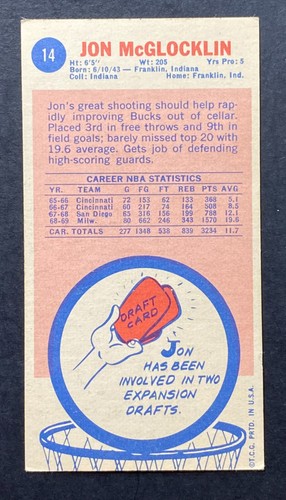 14
JON McGLOCKLIN
Ht: 6'5" Wt: 205 Yrs Pro: 5
Born: 6/10/43 — Franklin, Indiana
Coll: Indiana Home: Franklin, Ind.
Jon's great shooting should help rap-
idly improving Bucks out of cellar.
Placed 3rd in free throws and 9th in
field goals; barely missed top 20 with
19.6 average. Gets job of defending
high-scoring guards.
CAREER NBA STATISTICS
YR. TEAM G FG FT REB PTS AVG
65-66 Cincinnati 72 153 62 133 368 5.1
66-67 Cincinnati 60 217 74 164 508 8.5
67-68 San Diego 65 316 156 199 788 12.1
68-69 Milw. 80 662 246 343 1570 19.6
CAR. TOTALS 277 1348 538 839 3234 11.7
DRAFT
CARD
JON
HAS BEEN
INVOLVED IN TWO
EXPANSION
DRAFTS.
©T.C.G. PRTD. IN U.S.A.